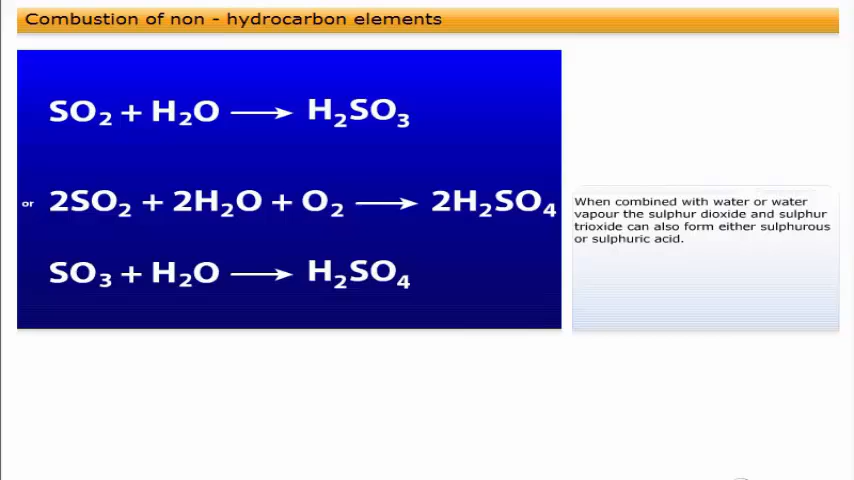 Combustion of non - hydrocarbon elements
SO₂ + H₂O ⟶ H₂SO₃
or 2SO₂ + 2H₂O + O₂ ⟶ 2H₂SO₄
SO₃ + H₂O ⟶ H₂SO₄
When combined with water or water
vapour the sulphur dioxide and sulphur
trioxide can also form either sulphurous
or sulphuric acid.